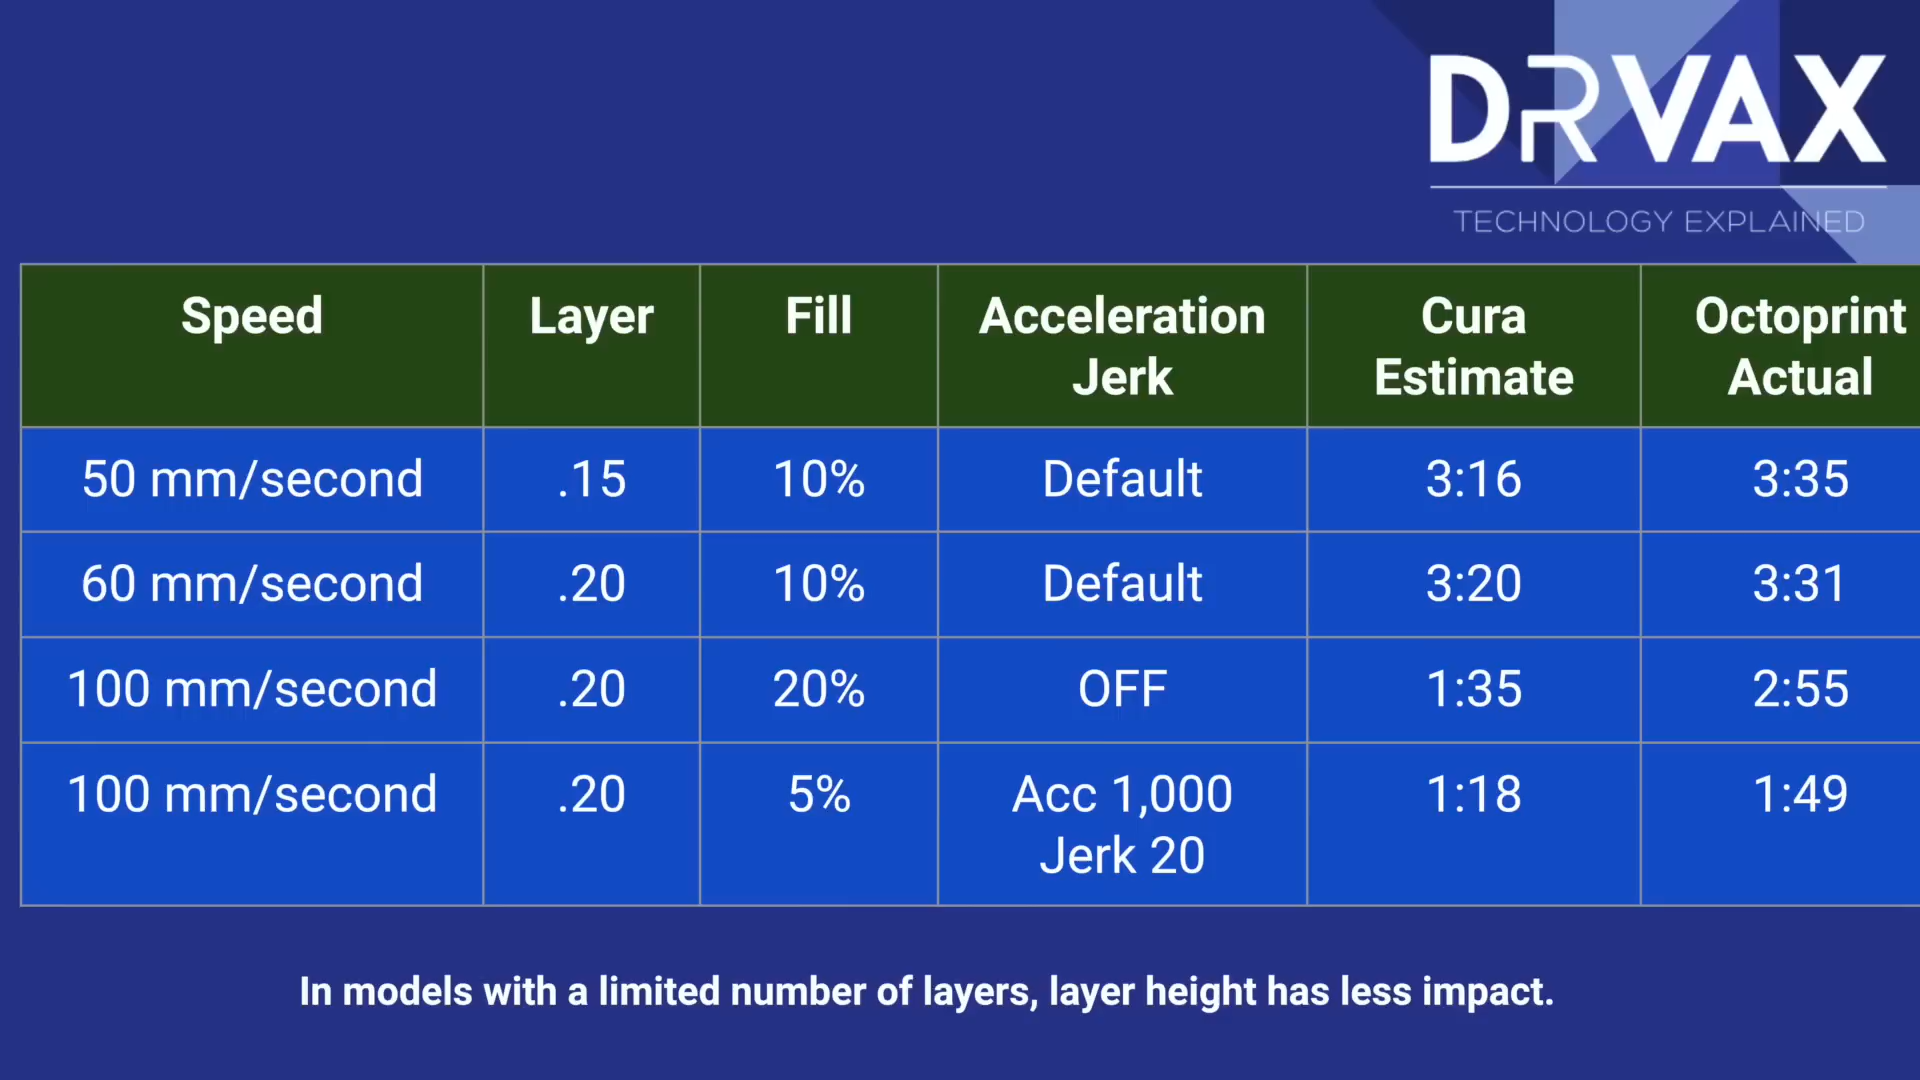 DRVAX
TECHNOLOGY EXPLAINED
Speed Layer Fill Acceleration Jerk Cura Estimate Octoprint Actual
50 mm/second .15 10% Default 3:16 3:35
60 mm/second .20 10% Default 3:20 3:31
100 mm/second .20 20% OFF 1:35 2:55
100 mm/second .20 5% Acc 1,000 Jerk 20 1:18 1:49
In models with a limited number of layers, layer height has less impact.